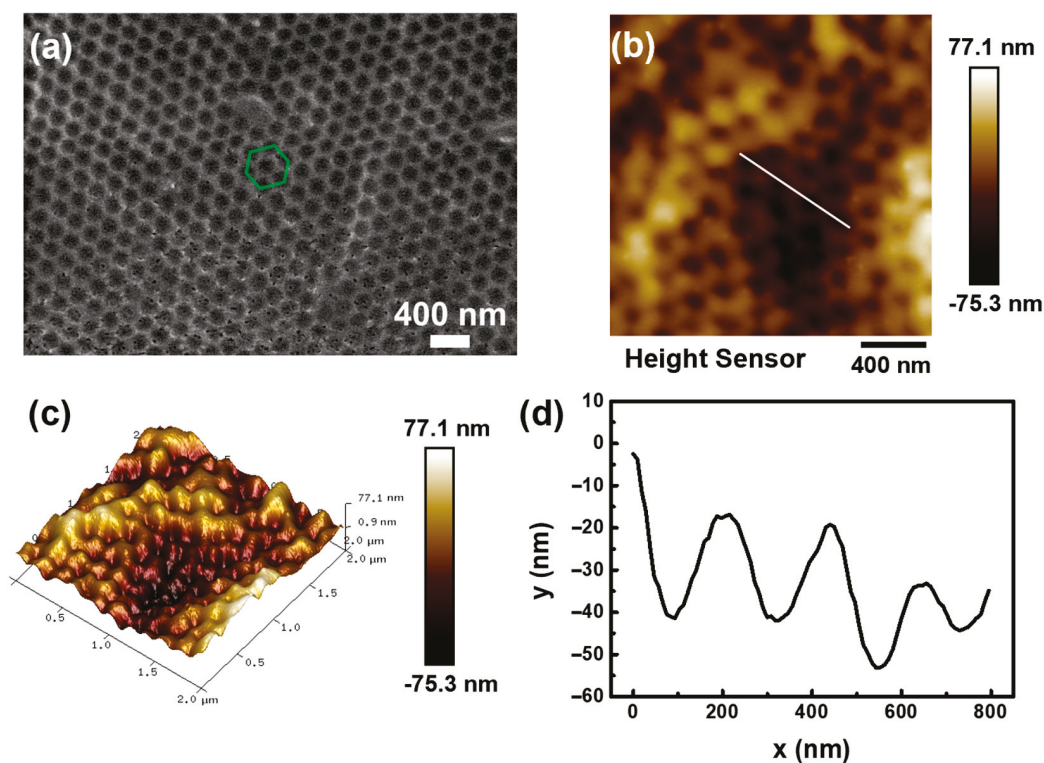 (a)
400 nm
(b)
77.1 nm
-75.3 nm
Height Sensor
400 nm
(c)
77.1 nm
-75.3 nm
77.1 nm
0.9 nm
2.0 µm
2.0 µm
1.5
1.0
0.5
0.5
1.0
1.5
2.0 µm
(d)
10
0
−10
−20
−30
−40
−50
−60
y (nm)
0
200
400
600
800
x (nm)